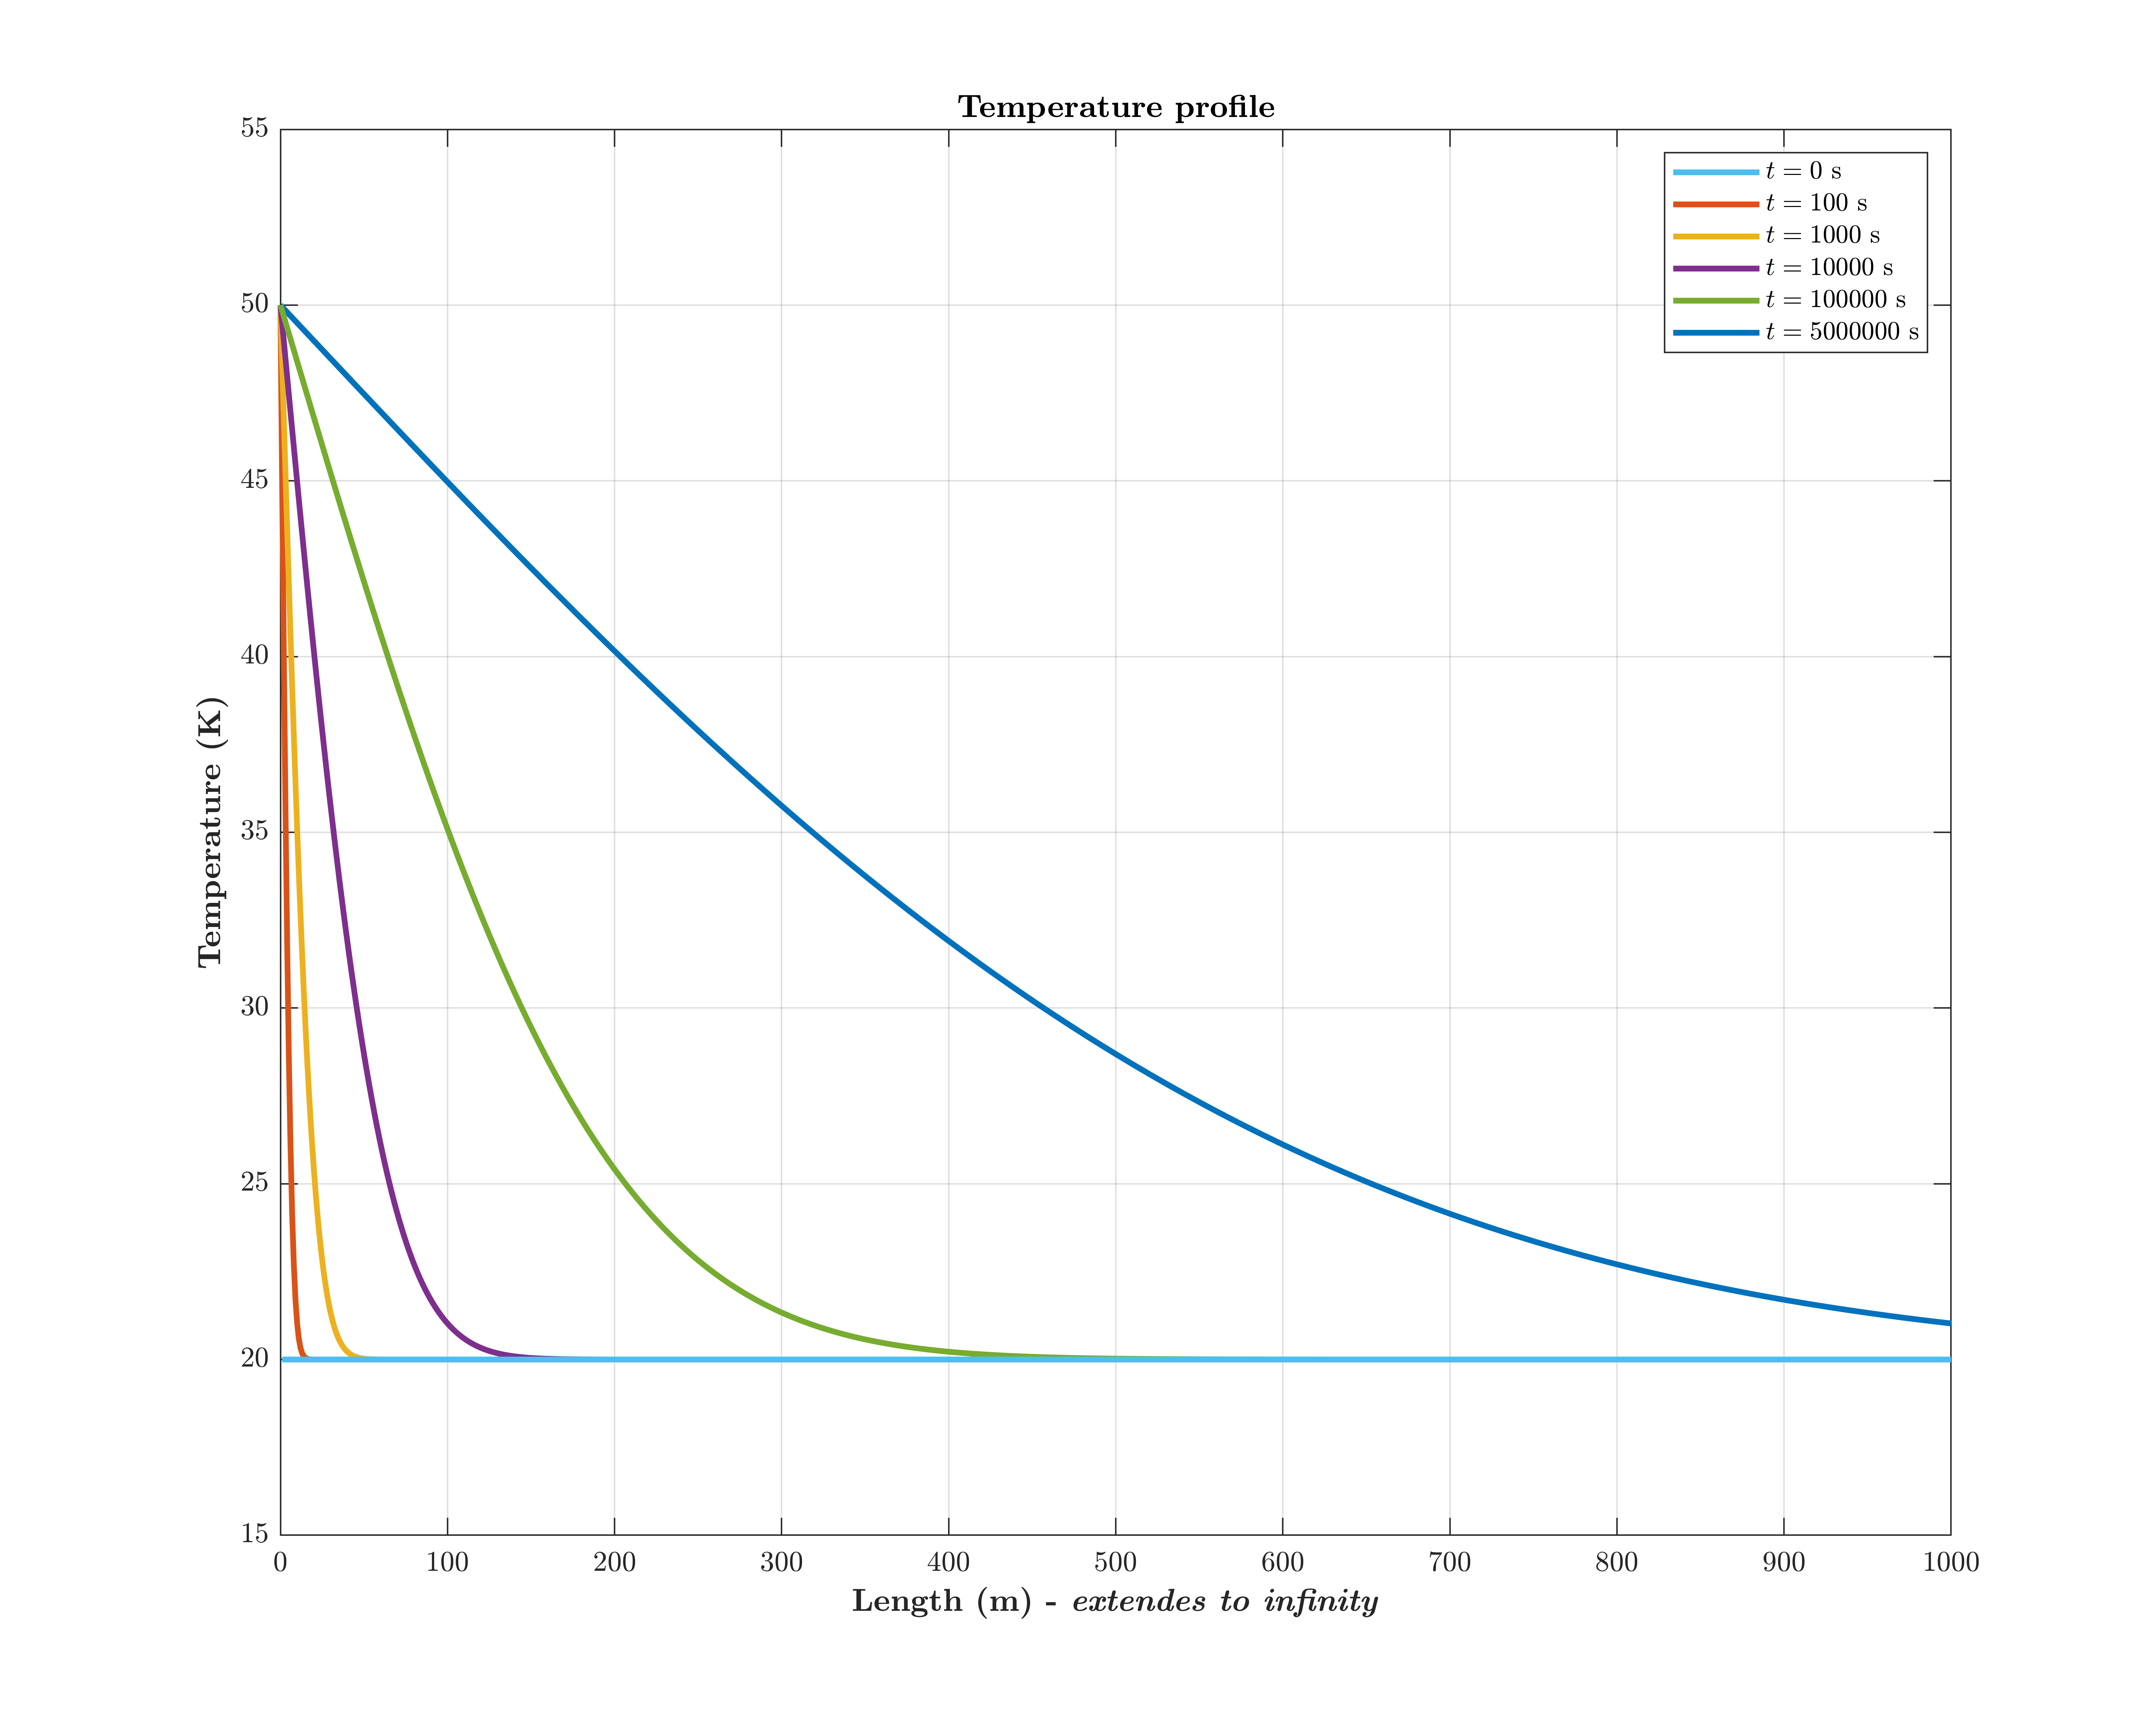 Temperature profile
55
50
45
40
35
30
25
20
15
Temperature (K)
t = 0 s
t = 100 s
t = 1000 s
t = 10000 s
t = 100000 s
t = 5000000 s
0 100 200 300 400 500 600 700 800 900 1000
Length (m) - extendes to infinity